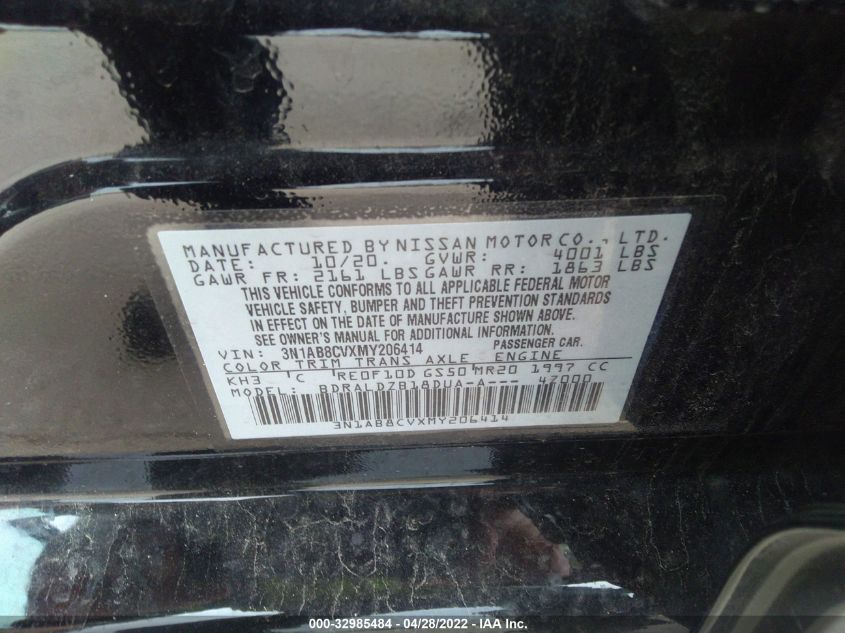 MANUFACTURED BY NISSAN MOTOR CO., LTD.
DATE: 10/20. GVWR: 4001 LBS
GAWR FR: 2161 LBS GAWR RR: 1863 LBS
THIS VEHICLE CONFORMS TO ALL APPLICABLE FEDERAL MOTOR
VEHICLE SAFETY, BUMPER AND THEFT PREVENTION STANDARDS
IN EFFECT ON THE DATE OF MANUFACTURE SHOWN ABOVE.
SEE OWNER'S MANUAL FOR ADDITIONAL INFORMATION.
VIN: 3N1AB8CVXMY206414 PASSENGER CAR.
COLOR TRIM TRANS AXLE ENGINE
KH3 C RE0F10D GS50 MR20 1997 CC
MODEL: BDRALDZB18DUA-A--- 47000
3N1AB8CVXMY206414
000-32985484 - 04/28/2022 - IAA Inc.